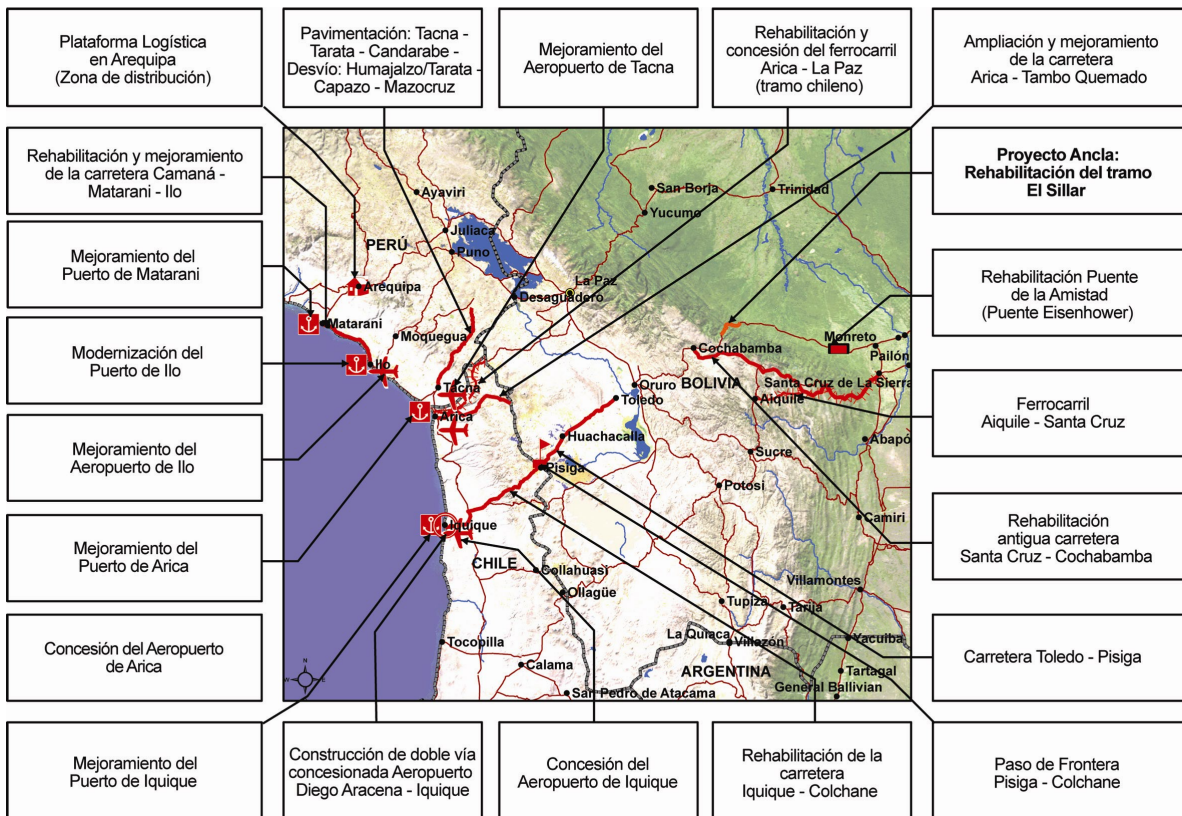 Plataforma Logística
en Arequipa
(Zona de distribución)
Pavimentación: Tacna -
Tarata - Candarabe -
Desvío: Humajalzo/Tarata -
Capazo - Mazocruz
Mejoramiento del
Aeropuerto de Tacna
Rehabilitación y
concesión del ferrocarril
Arica - La Paz
(tramo chileno)
Ampliación y mejoramiento
de la carretera
Arica - Tambo Quemado
Rehabilitación y mejoramiento
de la carretera Camaná -
Matarani - Ilo
Mejoramiento del
Puerto de Matarani
Modernización del
Puerto de Ilo
Mejoramiento del
Aeropuerto de Ilo
Mejoramiento del
Puerto de Arica
Concesión del Aeropuerto
de Arica
Proyecto Ancla:
Rehabilitación del tramo
El Sillar
Rehabilitación Puente
de la Amistad
(Puente Eisenhower)
Ferrocarril
Aiquile - Santa Cruz
Rehabilitación
antigua carretera
Santa Cruz - Cochabamba
Carretera Toledo - Pisiga
Ayaviri
San Borja
Trinidad
Yucumo
Juliaca
PERÚ
Puno
La Paz
Arequipa
Desaguadero
Matarani
Moquegua
Monreto
Cochabamba
Pailón
Ilo
Tacna
Oruro
BOLIVIA
Santa Cruz de La Sierra
Toledo
Aiquile
Arica
Huachacalla
Abapó
Sucre
Pisiga
Potosi
Iquique
Camiri
CHILE
Collahuasi
Ollagüe
Villamontes
Tupiza
Tarija
Tocopilla
La Quiaca
Villazón
Yacuiba
Calama
ARGENTINA
Tartagal
San Pedro de Atacama
General Ballivian
N
W
E
S
Mejoramiento del
Puerto de Iquique
Construcción de doble vía
concesionada Aeropuerto
Diego Aracena - Iquique
Concesión del
Aeropuerto de Iquique
Rehabilitación de la
carretera
Iquique - Colchane
Paso de Frontera
Pisiga - Colchane